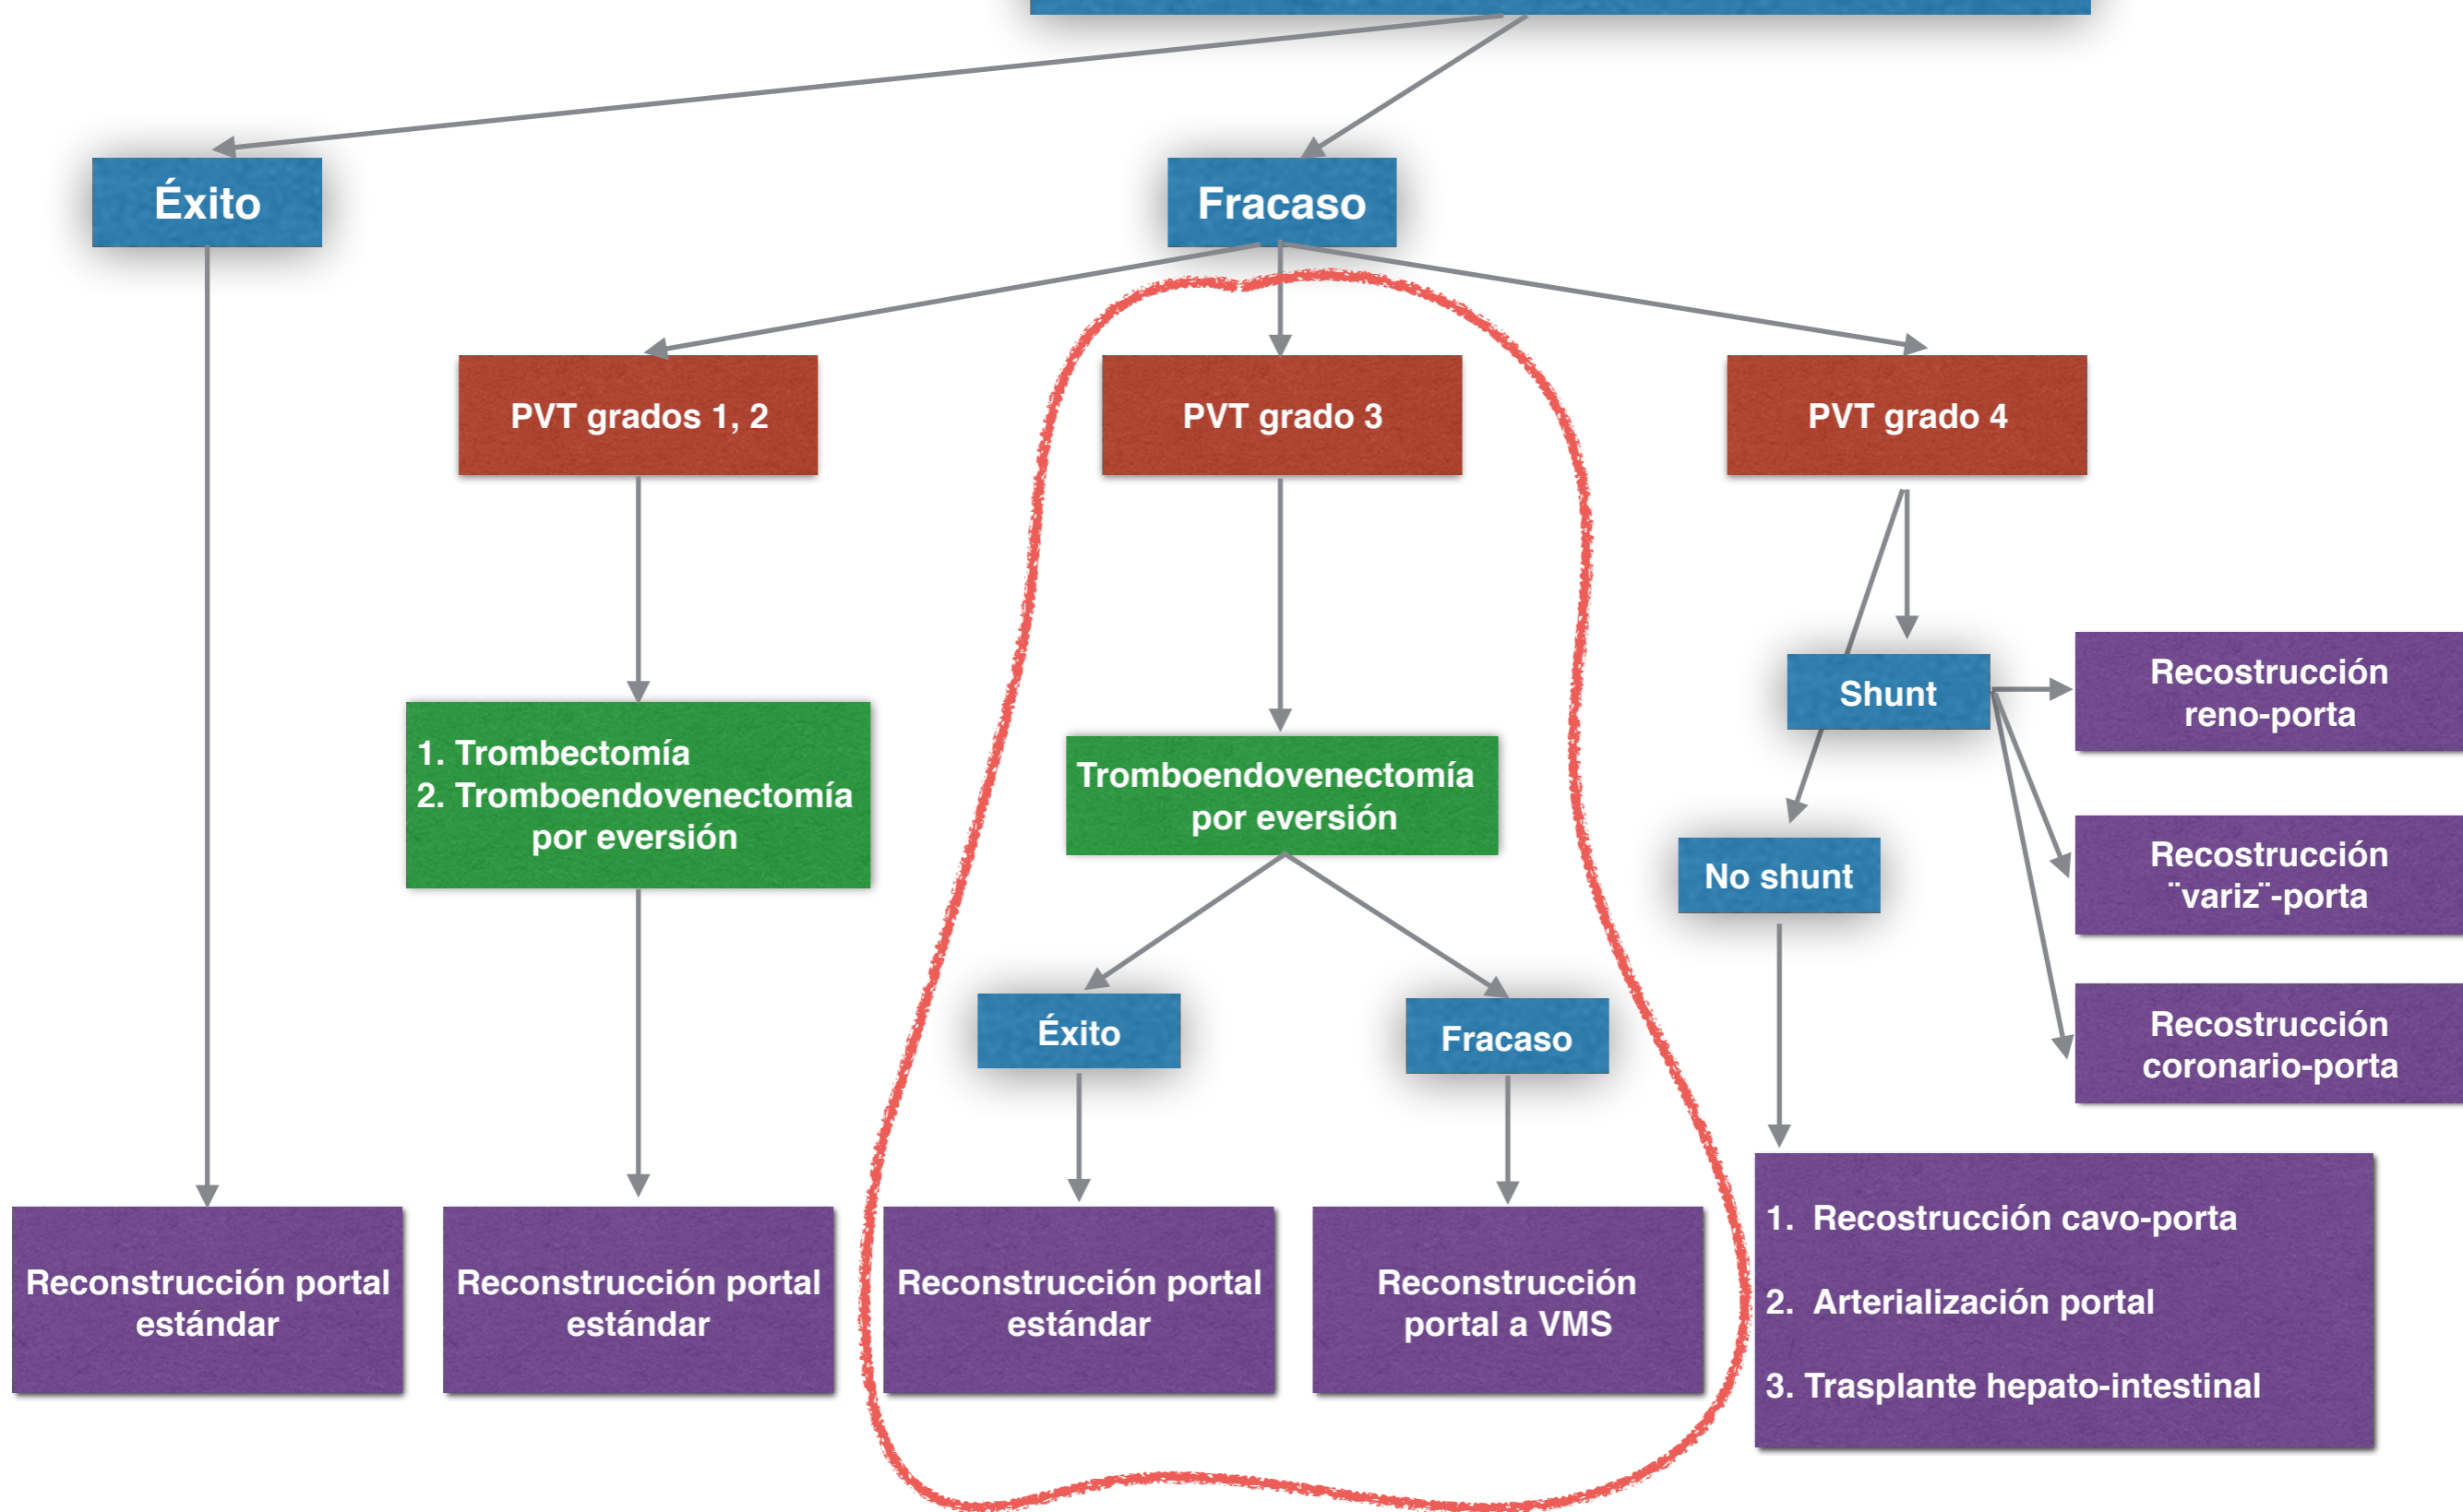 Éxito
Fracaso
PVT grados 1, 2
PVT grado 3
PVT grado 4
1. Trombectomía
2. Tromboendovenectomía
por eversión
Tromboendovenectomía
por eversión
Shunt
Recostrucción
reno-porta
No shunt
Recostrucción
¨variz¨-porta
Éxito
Fracaso
Recostrucción
coronario-porta
Reconstrucción portal
estándar
Reconstrucción portal
estándar
Reconstrucción portal
estándar
Reconstrucción
portal a VMS
1. Recostrucción cavo-porta
2. Arterialización portal
3. Trasplante hepato-intestinal